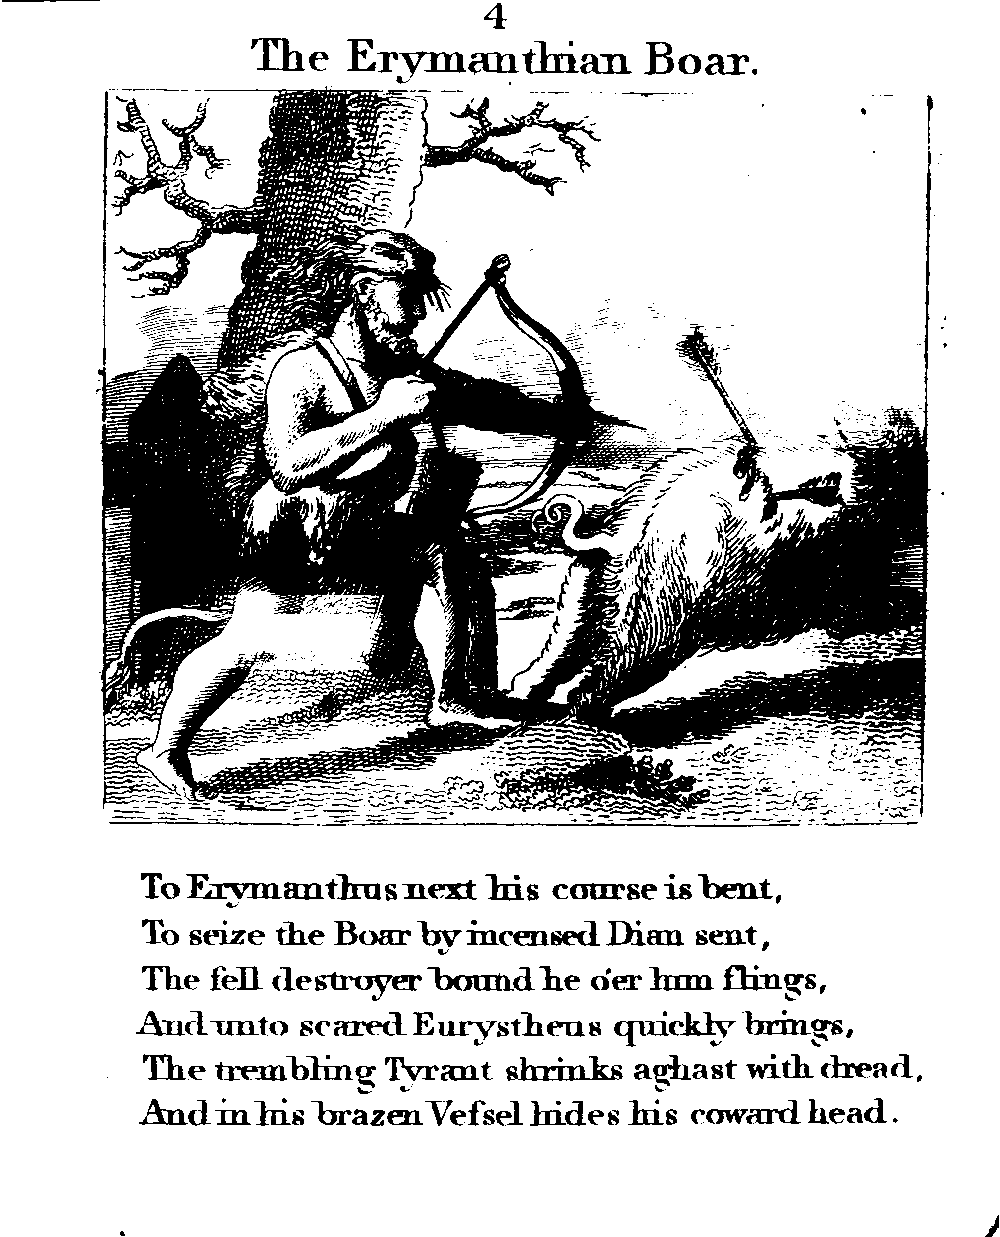 4
The Erymanthian Boar.
To Erymanthus next his course is bent,
To seize the Boar by incensed Dian sent,
The fell destroyer bound he o'er him flings,
And unto scared Eurystheus quickly brings,
The trembling Tyrant shrinks aghast with dread,
And in his brazen Veſsel hides his coward head.